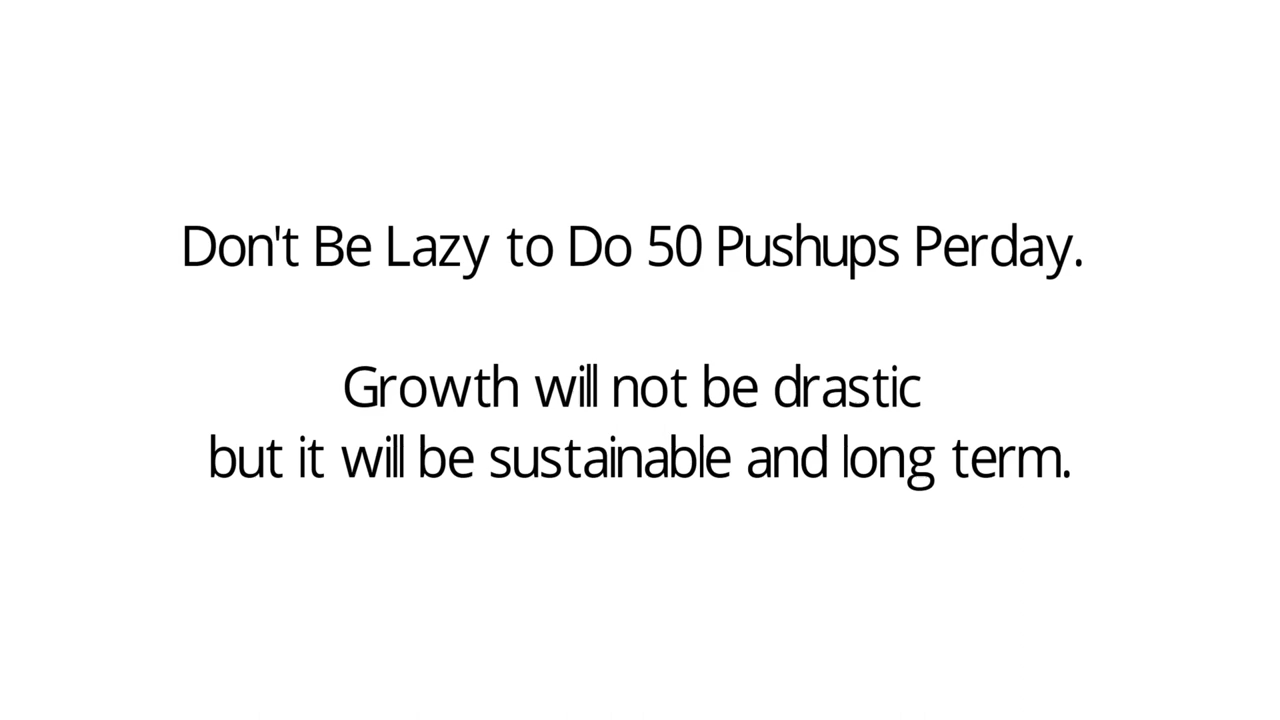 Don't Be Lazy to Do 50 Pushups Perday.
Growth will not be drastic
but it will be sustainable and long term.